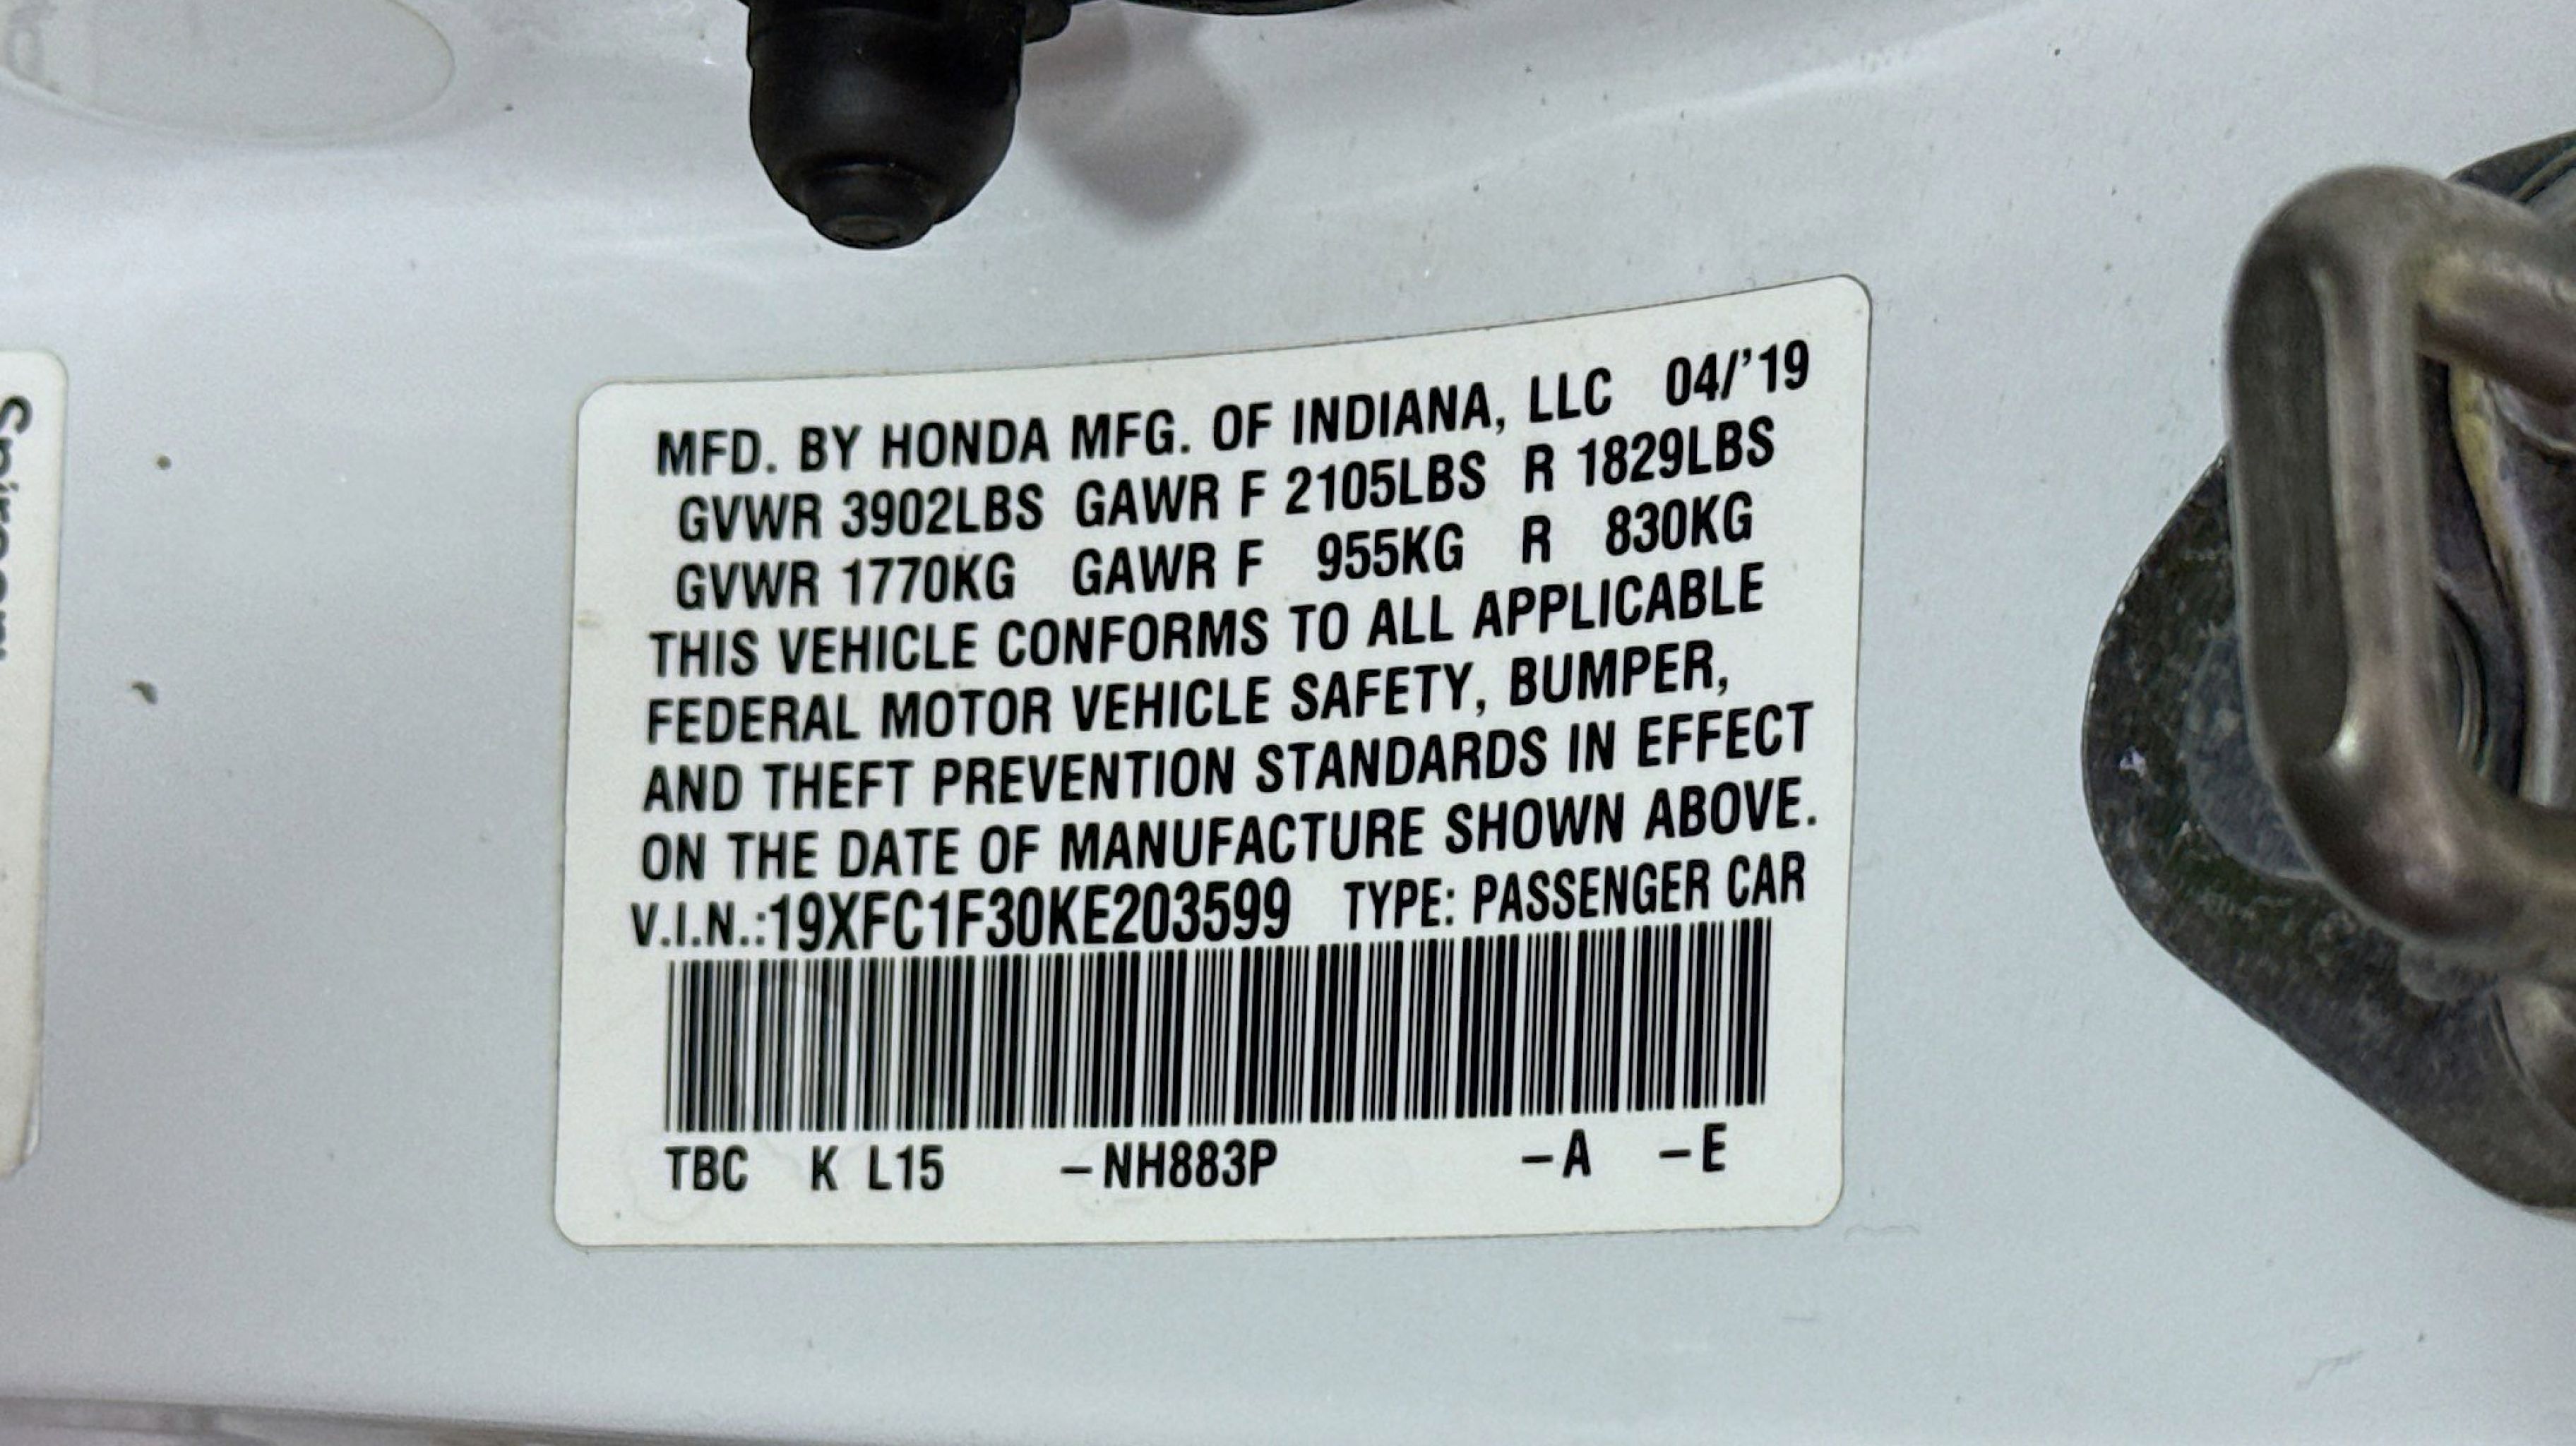 MFD. BY HONDA MFG. OF INDIANA, LLC 04/'19
GVWR 3902LBS GAWR F 2105LBS R 1829LBS
GVWR 1770KG GAWR F 955KG R 830KG
THIS VEHICLE CONFORMS TO ALL APPLICABLE
FEDERAL MOTOR VEHICLE SAFETY, BUMPER,
AND THEFT PREVENTION STANDARDS IN EFFECT
ON THE DATE OF MANUFACTURE SHOWN ABOVE.
V.I.N.:19XFC1F30KE203599 TYPE: PASSENGER CAR
TBC K L15 –NH883P –A –E